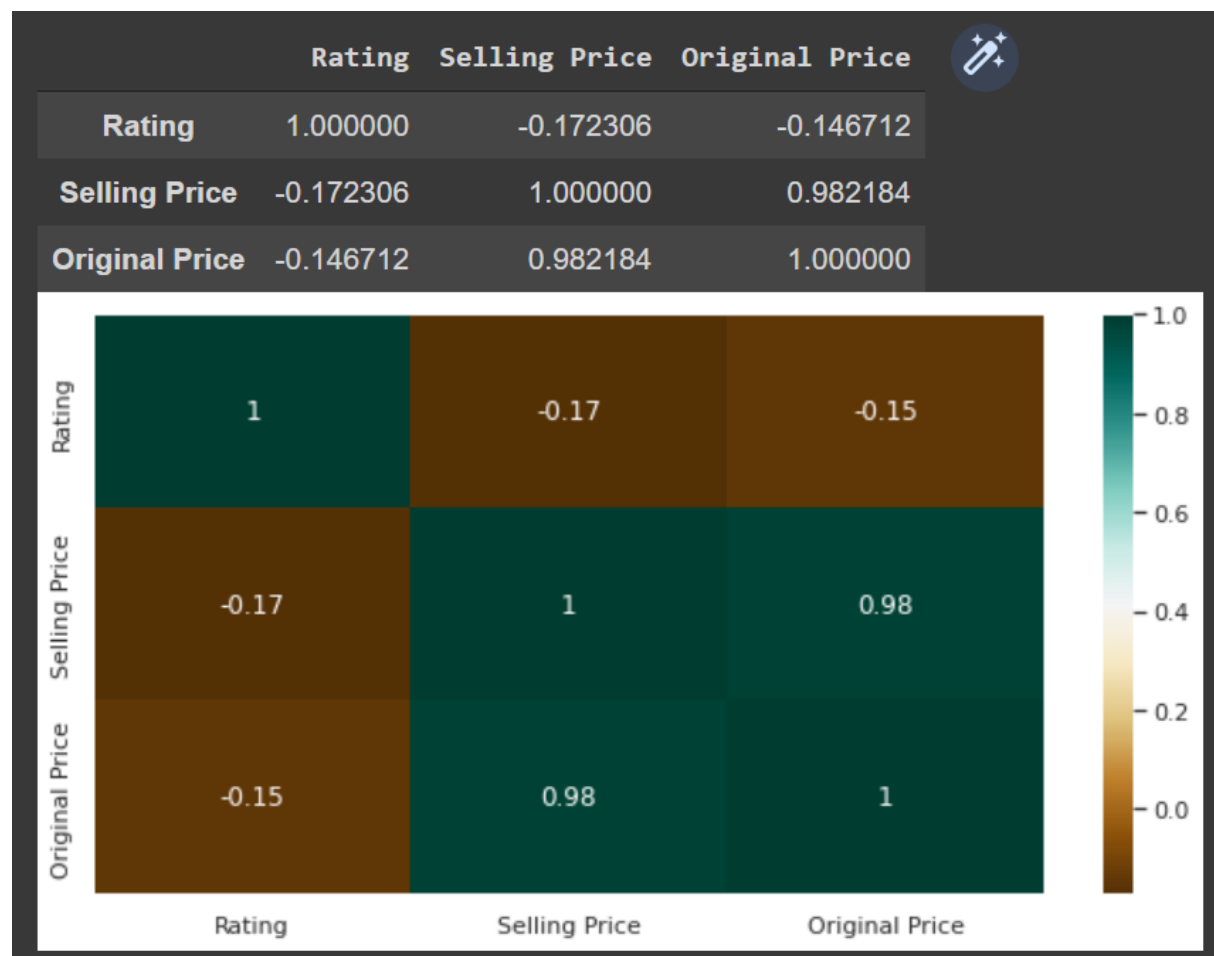 Rating Selling Price Original Price
Rating 1.000000 -0.172306 -0.146712
Selling Price -0.172306 1.000000 0.982184
Original Price -0.146712 0.982184 1.000000
1.0
0.8
0.6
0.4
0.2
0.0
Rating 1 -0.17 -0.15
Selling Price -0.17 1 0.98
Original Price -0.15 0.98 1
Rating Selling Price Original Price